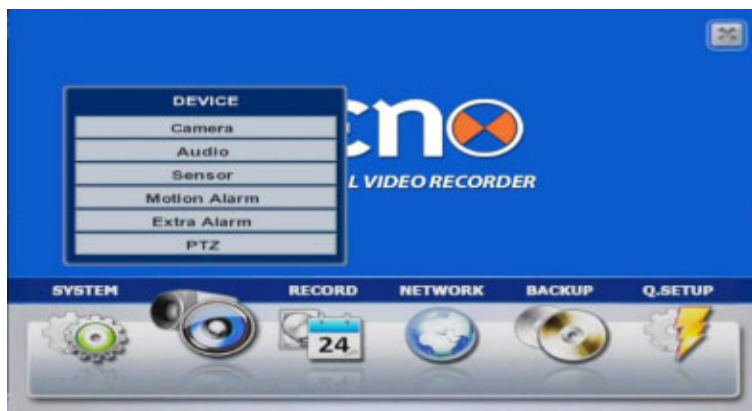 DEVICE
Camera
Audio
Sensor
Motion Alarm
Extra Alarm
PTZ
VIDEO RECORDER
SYSTEM
RECORD
NETWORK
BACKUP
Q.SETUP
24